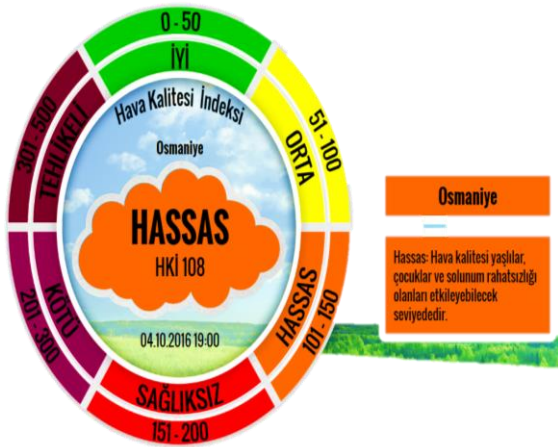 0 - 50
İYİ
51 - 100
ORTA
HASSAS
101 - 150
SAĞLIKSIZ
151 - 200
KÖTÜ
201 - 300
TEHLİKELİ
301 - 500
Hava Kalitesi İndeksi
Osmaniye
HASSAS
HKİ 108
04.10.2016 19:00
Osmaniye
Hassas: Hava kalitesi yaşlılar,
çocuklar ve solunum rahatsızlığı
olanları etkileyebilecek
seviyededir.